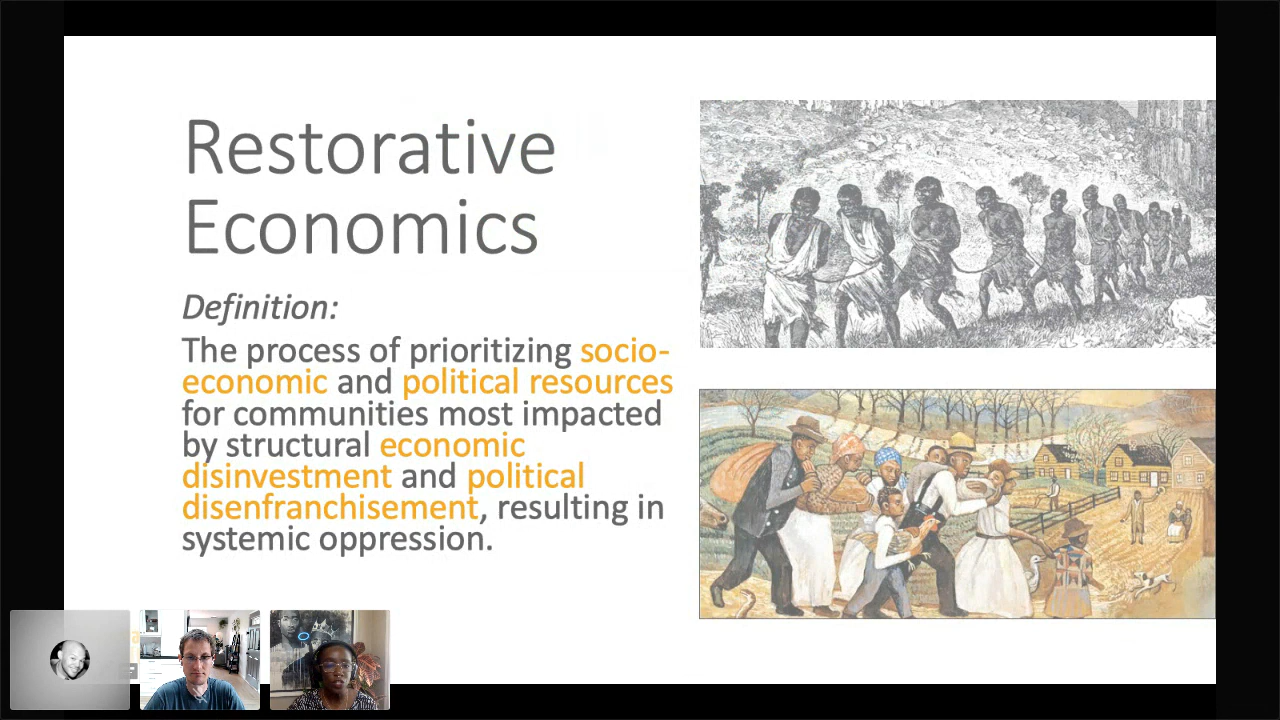 Restorative
Economics
Definition:
The process of prioritizing socio-
economic and political resources
for communities most impacted
by structural economic
disinvestment and political
disenfranchisement, resulting in
systemic oppression.